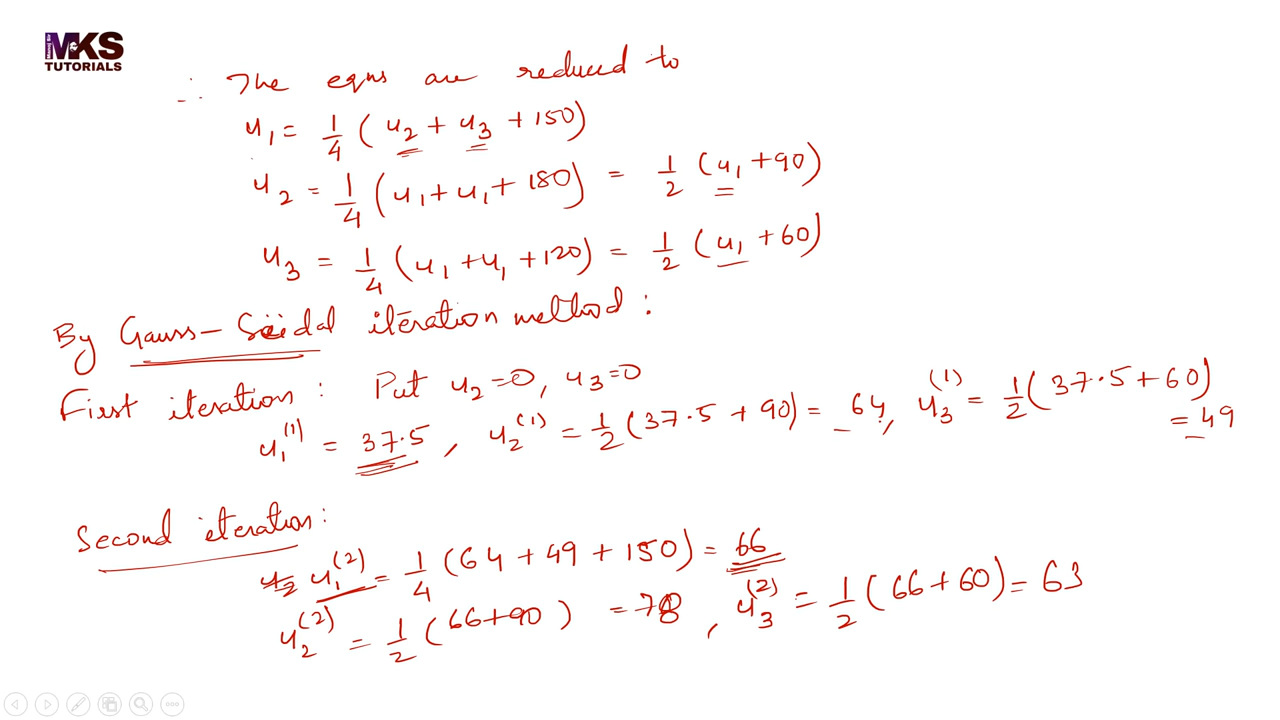 MKS
TUTORIALS
∴ The eqns are reduced to
u₁ = 1/4 (u₂ + u₃ + 150)
u₂ = 1/4 (u₁ + u₁ + 180) = 1/2 (u₁ + 90)
u₃ = 1/4 (u₁ + u₁ + 120) = 1/2 (u₁ + 60)
By Gauss – Seidal iteration method :
First iteration : Put u₂ = 0, u₃ = 0
u₁⁽¹⁾ = 37.5, u₂⁽¹⁾ = 1/2 (37.5 + 90) = 64, u₃⁽¹⁾ = 1/2 (37.5 + 60) = 49
Second iteration :
u₁⁽²⁾ = 1/4 (64 + 49 + 150) = 66
u₂⁽²⁾ = 1/2 (66 + 90) = 78, u₃⁽²⁾ = 1/2 (66 + 60) = 63